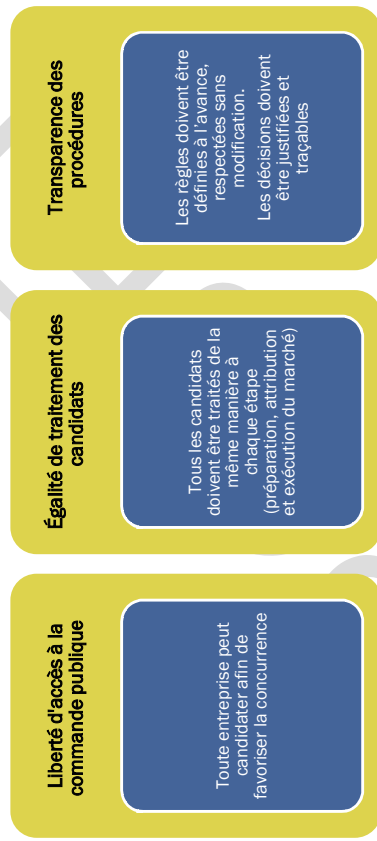 Liberté d'accès à la
commande publique
Toute entreprise peut
candidater afin de
favoriser la concurrence
Égalité de traitement des
candidats
Tous les candidats
doivent être traités de la
même manière à
chaque étape
(préparation, attribution
et exécution du marché)
Transparence des
procédures
Les règles doivent être
définies à l'avance,
respectées sans
modification.
Les décisions doivent
être justifiées et
traçables